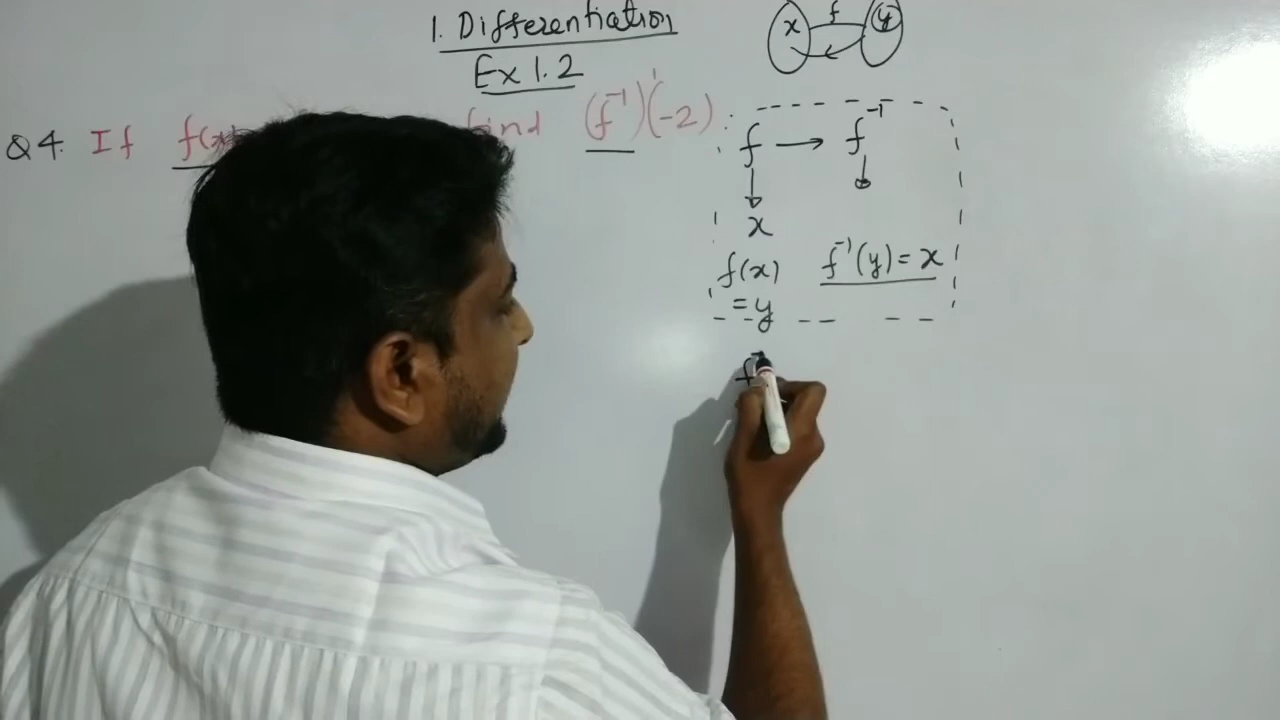 1. Differentiation
Ex 1.2
x f y
Q4. If f(x) find (f⁻¹)'(-2)
f → f⁻¹
x
f(x) f⁻¹(y) = x
= y
f